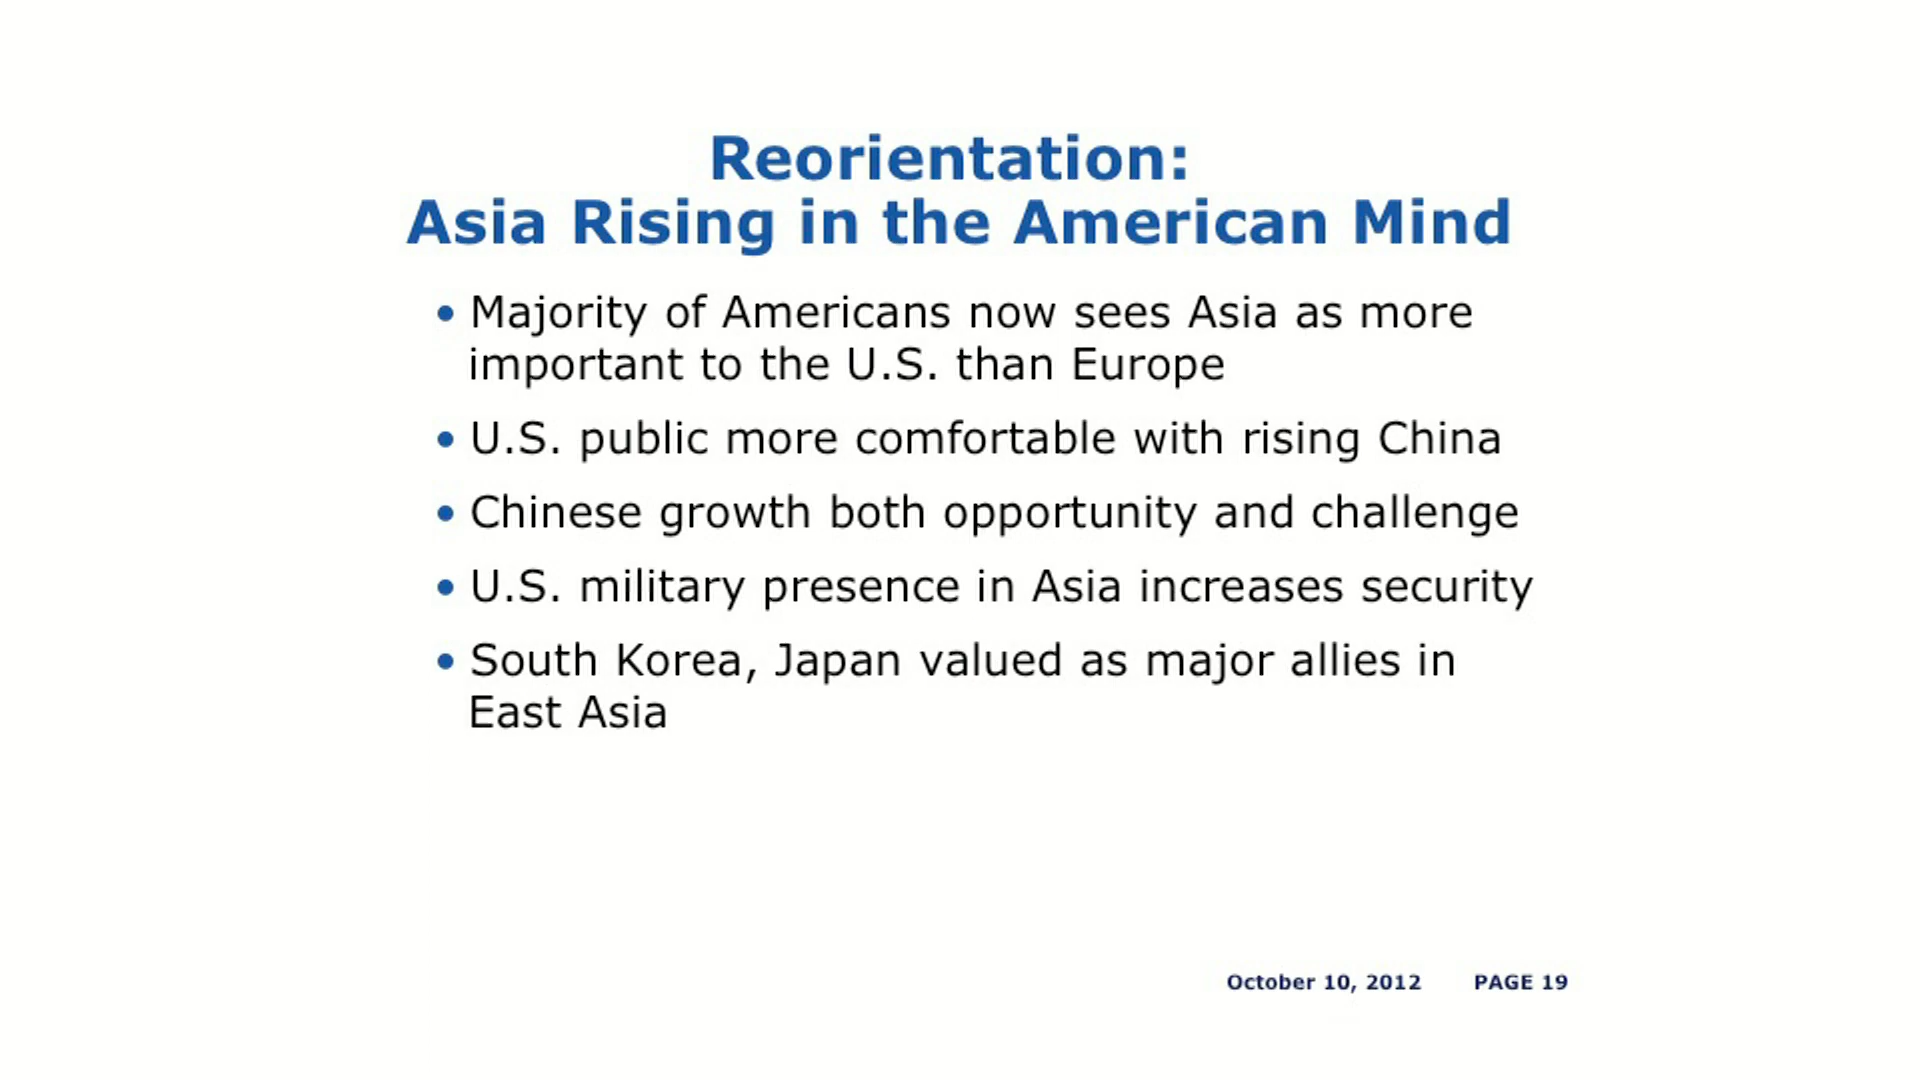 Reorientation:
Asia Rising in the American Mind
• Majority of Americans now sees Asia as more
important to the U.S. than Europe
• U.S. public more comfortable with rising China
• Chinese growth both opportunity and challenge
• U.S. military presence in Asia increases security
• South Korea, Japan valued as major allies in
East Asia
October 10, 2012 PAGE 19